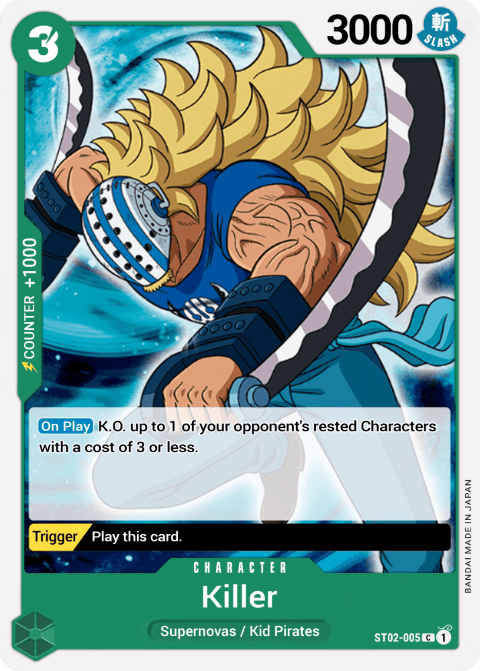 3
3000
斬
SLASH
COUNTER +1000
On Play K.O. up to 1 of your opponent's rested Characters
with a cost of 3 or less.
Trigger Play this card.
CHARACTER
Killer
Supernovas / Kid Pirates
ST02-005 C 1
BANDAI MADE IN JAPAN